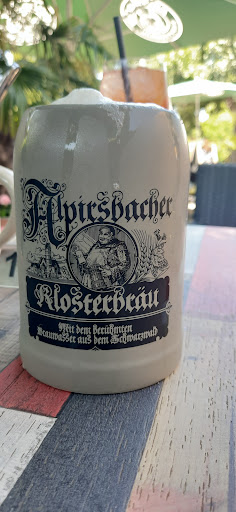 Alpirsbacher
Klosterbräu
Mit dem berühmten
Brauwasser aus dem Schwarzwald